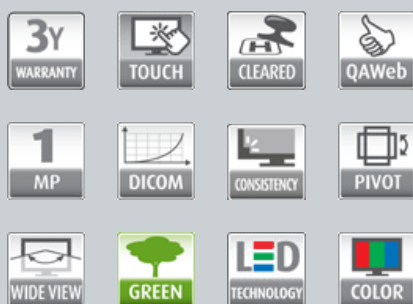 3Y
WARRANTY
TOUCH
CLEARED
QAWeb
1
MP
DICOM
CONSISTENCY
PIVOT
WIDE VIEW
GREEN
LED
TECHNOLOGY
COLOR